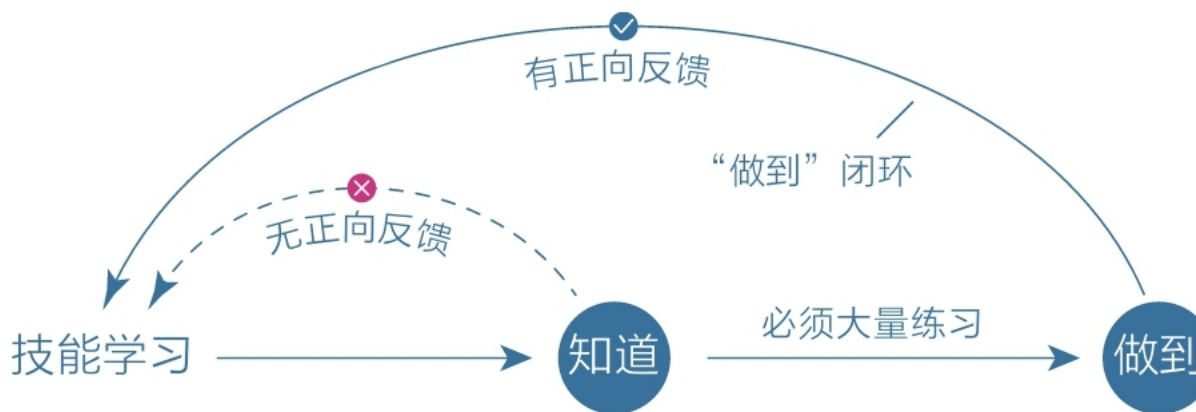 有正向反馈
“做到”闭环
无正向反馈
必须大量练习
技能学习
知道
做到